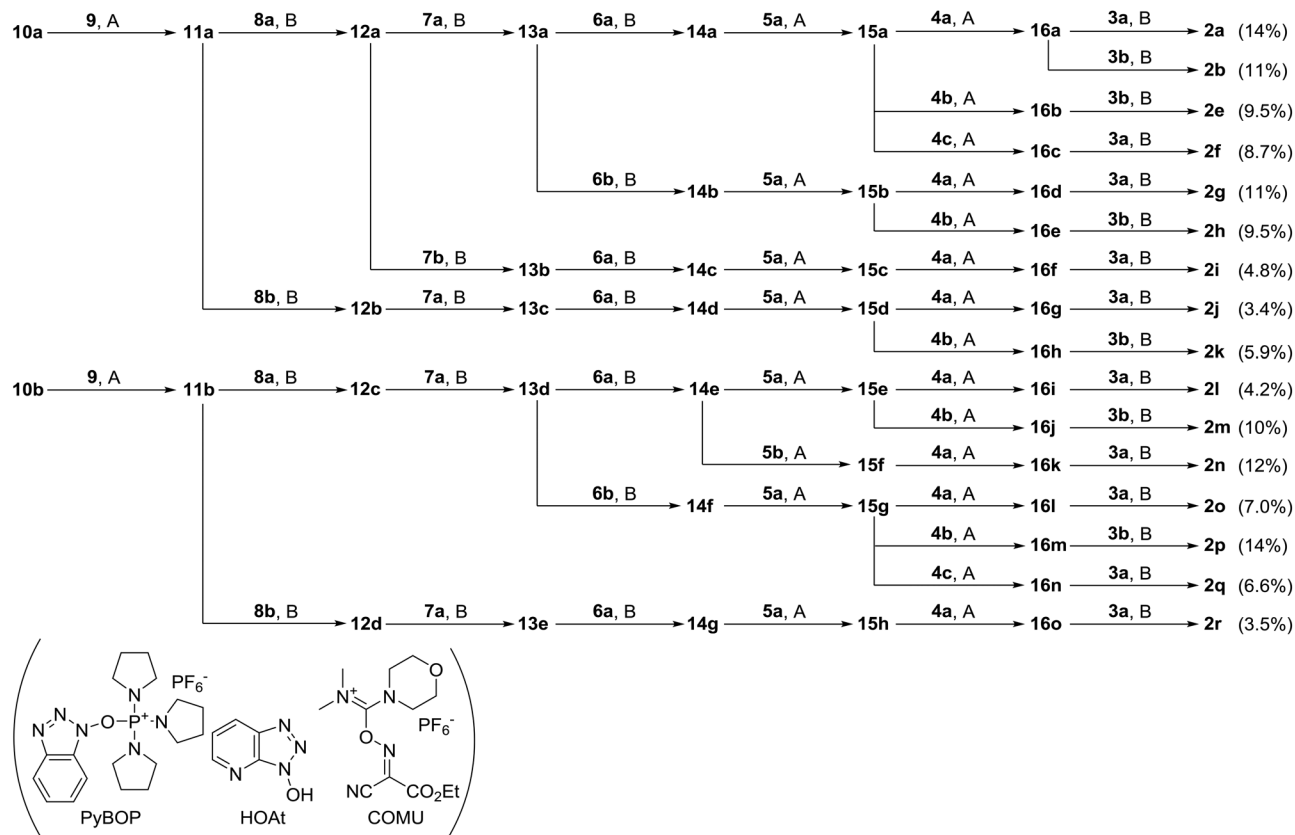 10a 9, A 11a 8a, B 12a 7a, B 13a 6a, B 14a 5a, A 15a 4a, A 16a 3a, B 2a (14%)
3b, B 2b (11%)
4b, A 16b 3b, B 2e (9.5%)
4c, A 16c 3a, B 2f (8.7%)
6b, B 14b 5a, A 15b 4a, A 16d 3a, B 2g (11%)
4b, A 16e 3b, B 2h (9.5%)
7b, B 13b 6a, B 14c 5a, A 15c 4a, A 16f 3a, B 2i (4.8%)
8b, B 12b 7a, B 13c 6a, B 14d 5a, A 15d 4a, A 16g 3a, B 2j (3.4%)
4b, A 16h 3b, B 2k (5.9%)
10b 9, A 11b 8a, B 12c 7a, B 13d 6a, B 14e 5a, A 15e 4a, A 16i 3a, B 2l (4.2%)
4b, A 16j 3b, B 2m (10%)
5b, A 15f 4a, A 16k 3a, B 2n (12%)
6b, B 14f 5a, A 15g 4a, A 16l 3a, B 2o (7.0%)
4b, A 16m 3b, B 2p (14%)
4c, A 16n 3a, B 2q (6.6%)
8b, B 12d 7a, B 13e 6a, B 14g 5a, A 15h 4a, A 16o 3a, B 2r (3.5%)
N PF6-
N N N O P+ N
N
PyBOP
N N N N
OH
HOAt
O
N+ N
PF6-
O N
NC CO2Et
COMU